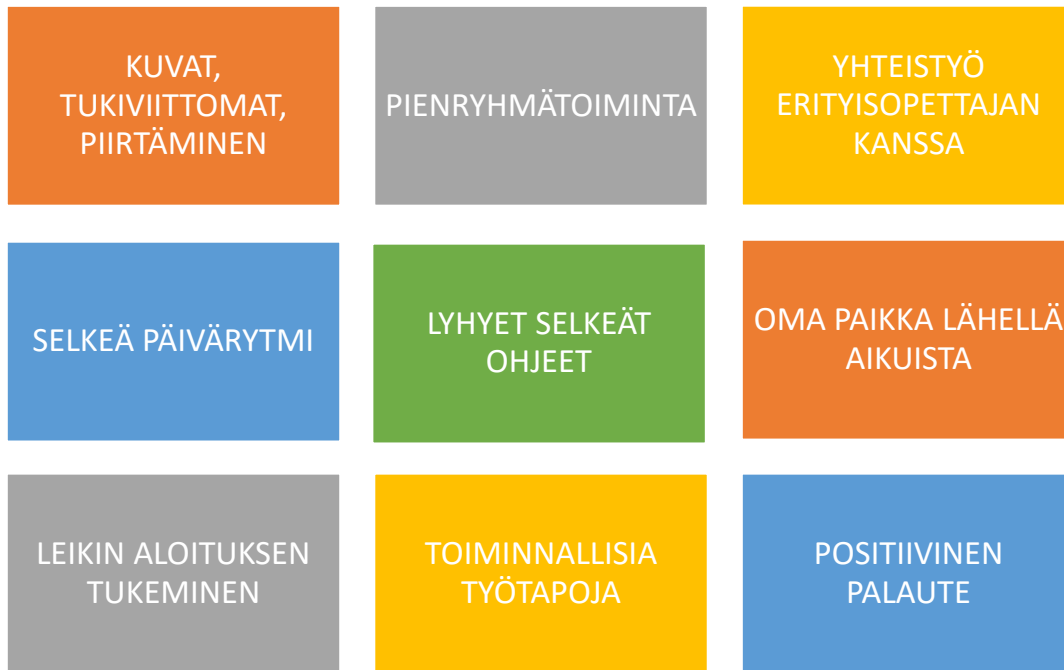 KUVAT,
TUKIVIITTOMAT,
PIIRTÄMINEN
PIENRYHMÄTOIMINTA
YHTEISTYÖ
ERITYISOPETTAJAN
KANSSA
SELKEÄ PÄIVÄRYTMI
LYHYET SELKEÄT
OHJEET
OMA PAIKKA LÄHELLÄ
AIKUISTA
LEIKIN ALOITUKSEN
TUKEMINEN
TOIMINNALLISIA
TYÖTAPOJA
POSITIIVINEN
PALAUTE